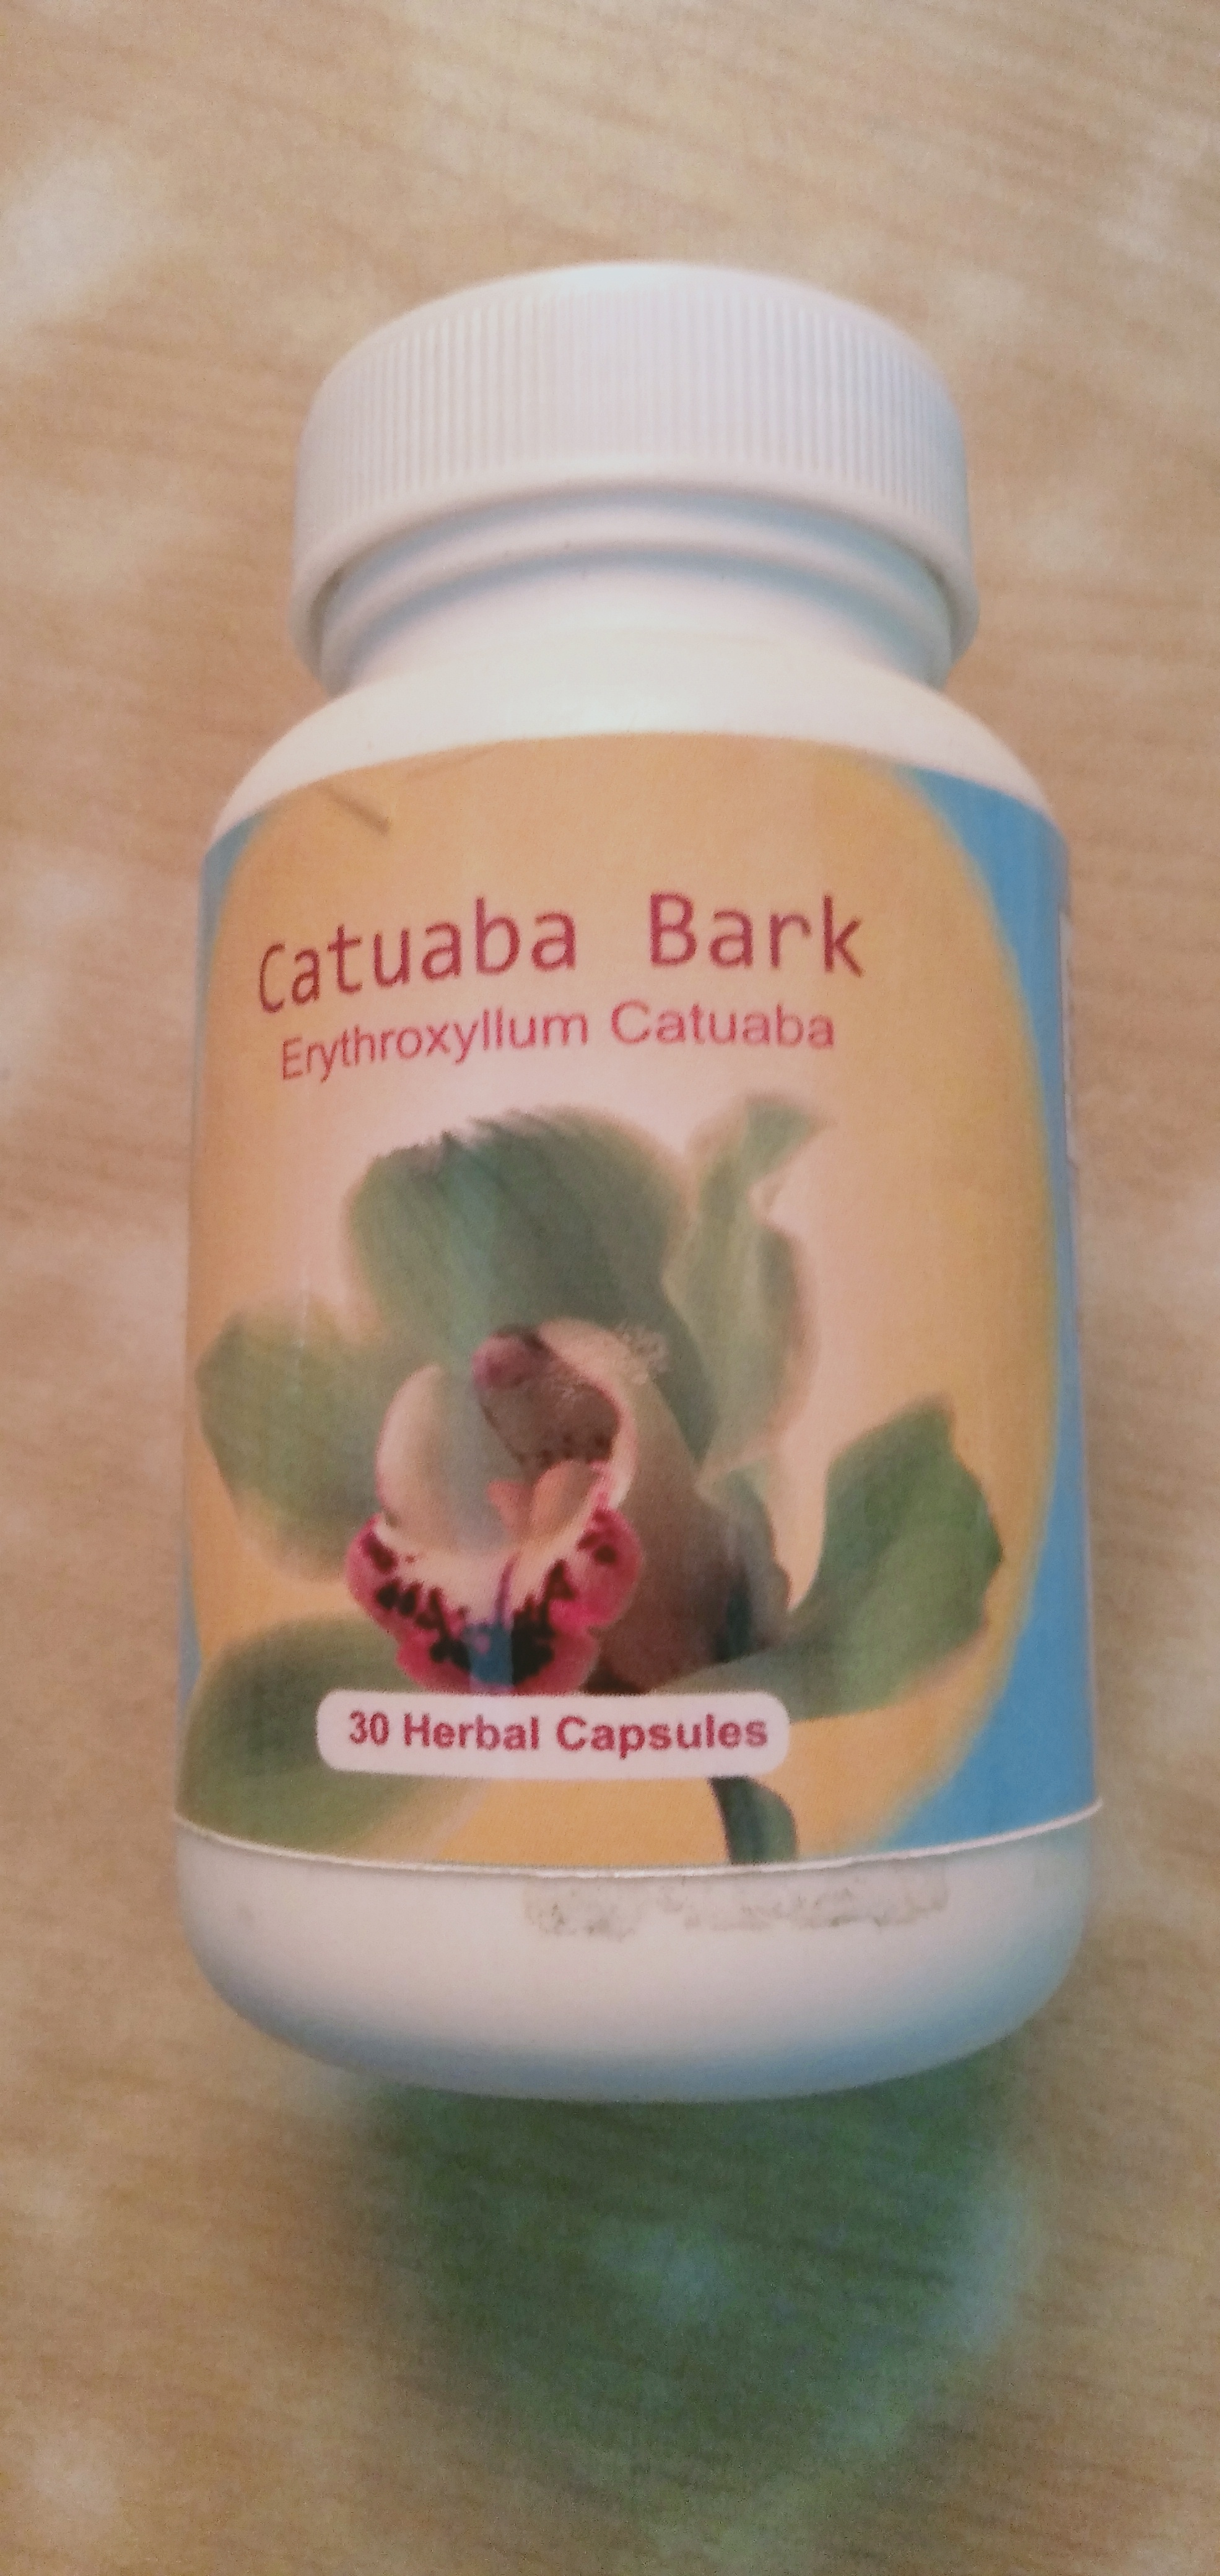 Catuaba Bark
Erythroxyllum Catuaba
30 Herbal Capsules